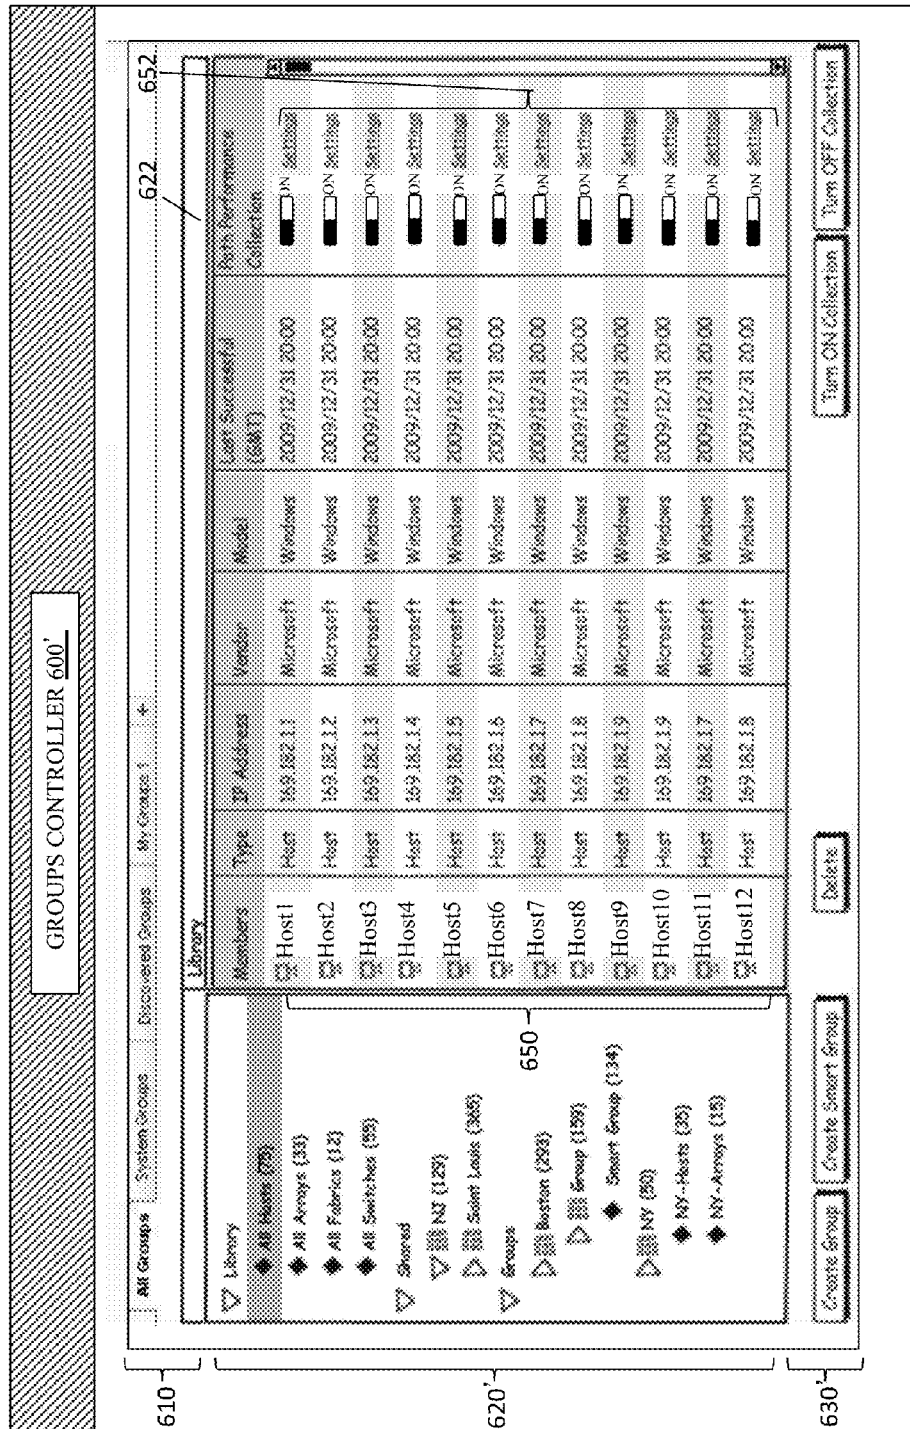 GROUPS CONTROLLER 600'
610
All Groups System Groups Discovered Groups My Groups 1 +
622
652
Library
620'
▽ Library
◆ All Hosts (75)
◆ All Arrays (33)
◆ All Fabrics (12)
◆ All Switches (55)
▽ Shared
NJ (129)
Saint Louis (365)
▽ Groups
Boston (293)
Group (159)
◆ Smart Group (134)
NY (50)
◆ NY-Hosts (35)
◆ NY-Arrays (15)
650
Members Type IP Address Vendor Model Last Successful (GMT) Performance Collection
Host1 Host 169.182.1.1 Microsoft Windows 2009/12/31 20:00 ON Settings
Host2 Host 169.182.1.2 Microsoft Windows 2009/12/31 20:00 ON Settings
Host3 Host 169.182.1.3 Microsoft Windows 2009/12/31 20:00 ON Settings
Host4 Host 169.182.1.4 Microsoft Windows 2009/12/31 20:00 ON Settings
Host5 Host 169.182.1.5 Microsoft Windows 2009/12/31 20:00 ON Settings
Host6 Host 169.182.1.6 Microsoft Windows 2009/12/31 20:00 ON Settings
Host7 Host 169.182.1.7 Microsoft Windows 2009/12/31 20:00 ON Settings
Host8 Host 169.182.1.8 Microsoft Windows 2009/12/31 20:00 ON Settings
Host9 Host 169.182.1.9 Microsoft Windows 2009/12/31 20:00 ON Settings
Host10 Host 169.182.1.9 Microsoft Windows 2009/12/31 20:00 ON Settings
Host11 Host 169.182.1.7 Microsoft Windows 2009/12/31 20:00 ON Settings
Host12 Host 169.182.1.8 Microsoft Windows 2009/12/31 20:00 ON Settings
630'
Create Group Create Smart Group Delete Turn ON Collection Turn OFF Collection